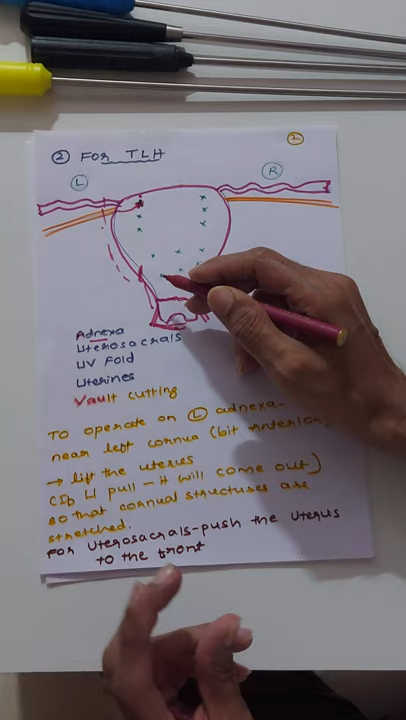 2
② FOR TLH
L
R
Adnexa
Uterosacrals
UV Fold
Uterines
Vault cutting
TO operate on Ⓛ adnexa-
near left cornua (bit Anterior,
→ lift the uterus
pull - it will come out)
so that cornual structures are
stretched.
FOR Uterosacrals-push the Uterus
to the front